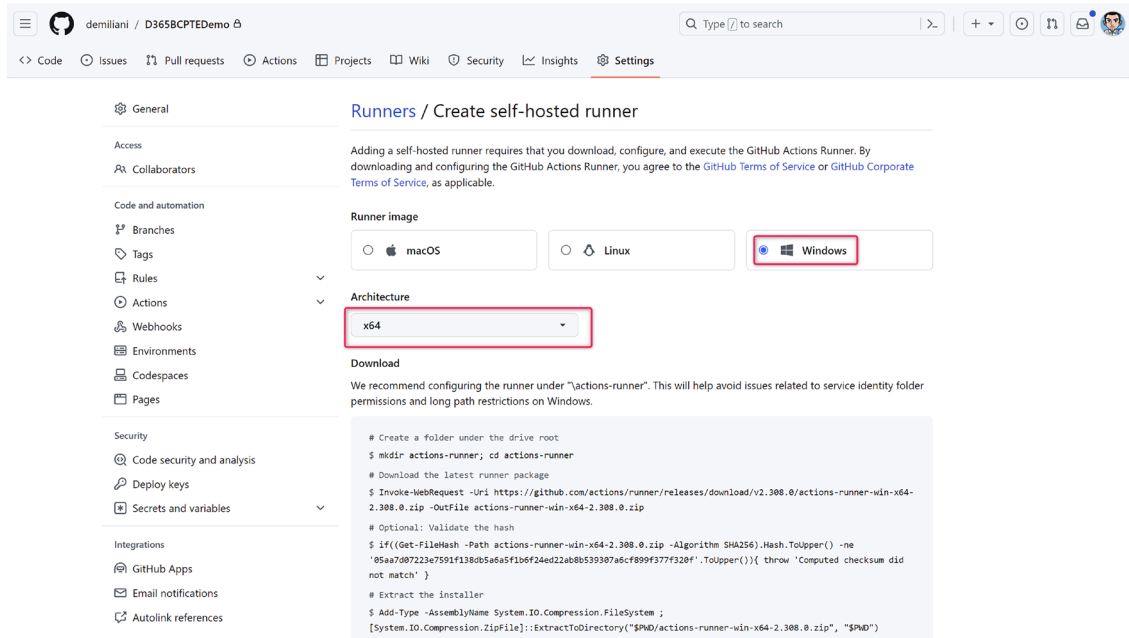 demiliani / D365BCPTEDemo
Type / to search
Code Issues Pull requests Actions Projects Wiki Security Insights Settings
General
Access
Collaborators
Code and automation
Branches
Tags
Rules
Actions
Webhooks
Environments
Codespaces
Pages
Security
Code security and analysis
Deploy keys
Secrets and variables
Integrations
GitHub Apps
Email notifications
Autolink references
Runners / Create self-hosted runner
Adding a self-hosted runner requires that you download, configure, and execute the GitHub Actions Runner. By
downloading and configuring the GitHub Actions Runner, you agree to the GitHub Terms of Service or GitHub Corporate
Terms of Service, as applicable.
Runner image
macOS Linux Windows
Architecture
x64
Download
We recommend configuring the runner under "\actions-runner". This will help avoid issues related to service identity folder
permissions and long path restrictions on Windows.
# Create a folder under the drive root
$ mkdir actions-runner; cd actions-runner
# Download the latest runner package
$ Invoke-WebRequest -Uri https://github.com/actions/runner/releases/download/v2.308.0/actions-runner-win-x64-
2.308.0.zip -OutFile actions-runner-win-x64-2.308.0.zip
# Optional: Validate the hash
$ if((Get-FileHash -Path actions-runner-win-x64-2.308.0.zip -Algorithm SHA256).Hash.ToUpper() -ne
'05aa7d07223e7591f138db5a6a5f1b6f24ed22ab8b539307a6cf899f377f320f'.ToUpper()){ throw 'Computed checksum did
not match' }
# Extract the installer
$ Add-Type -AssemblyName System.IO.Compression.FileSystem ;
[System.IO.Compression.ZipFile]::ExtractToDirectory("$PWD/actions-runner-win-x64-2.308.0.zip", "$PWD")